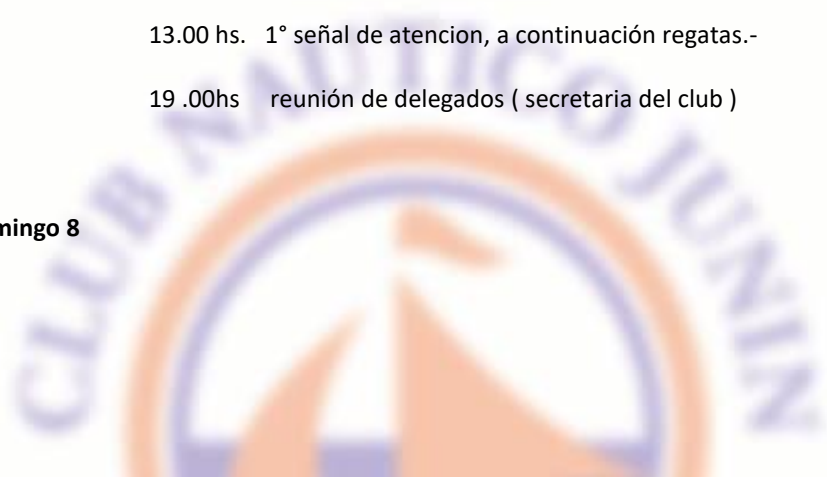 13.00 hs. 1° señal de atencion, a continuación regatas.-
19 .00hs reunión de delegados ( secretaria del club )
mingo 8
CLUB NAUTICO JUNIN